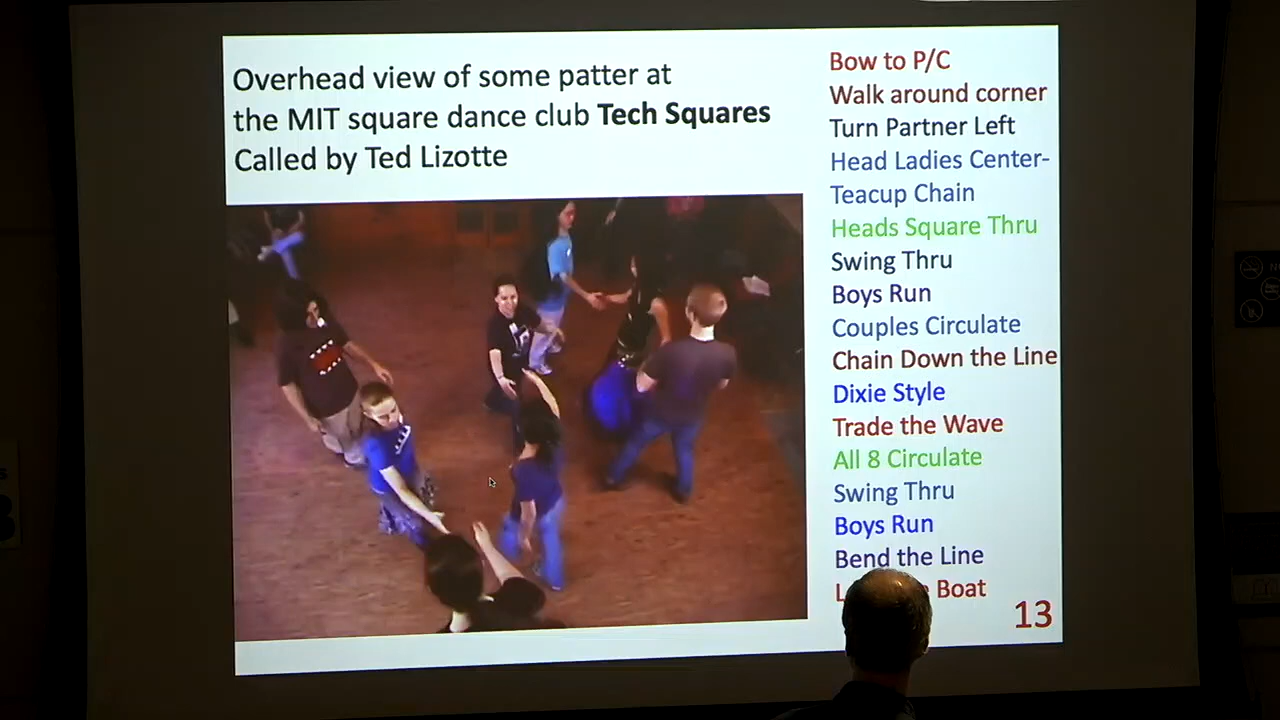 Overhead view of some patter at
the MIT square dance club Tech Squares
Called by Ted Lizotte
Bow to P/C
Walk around corner
Turn Partner Left
Head Ladies Center-
Teacup Chain
Heads Square Thru
Swing Thru
Boys Run
Couples Circulate
Chain Down the Line
Dixie Style
Trade the Wave
All 8 Circulate
Swing Thru
Boys Run
Bend the Line
Boat
13